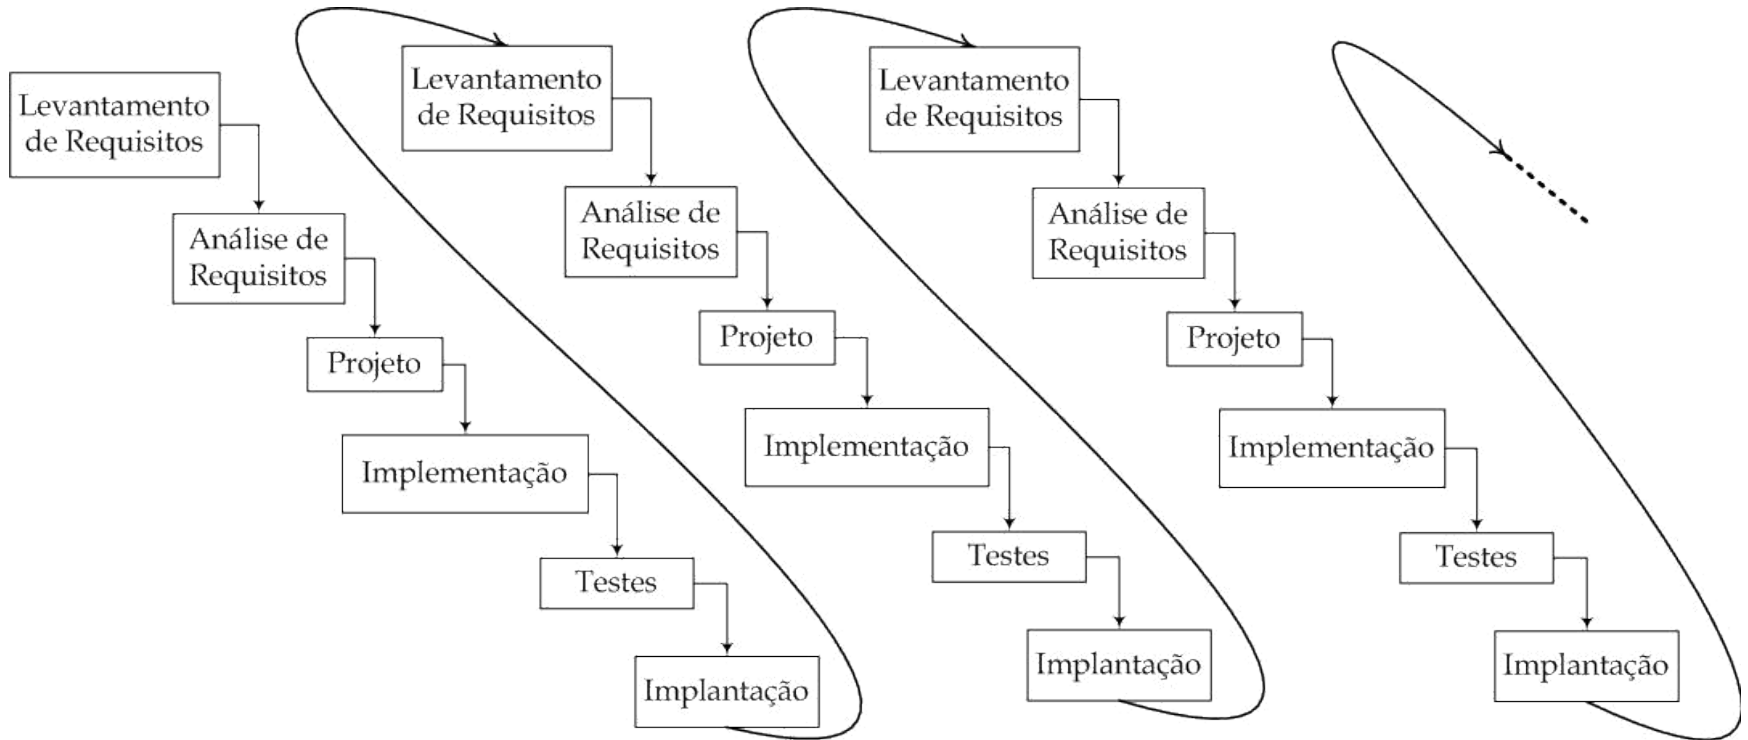 Levantamento
de Requisitos
Análise de
Requisitos
Projeto
Implementação
Testes
Implantação
Levantamento
de Requisitos
Análise de
Requisitos
Projeto
Implementação
Testes
Implantação
Levantamento
de Requisitos
Análise de
Requisitos
Projeto
Implementação
Testes
Implantação